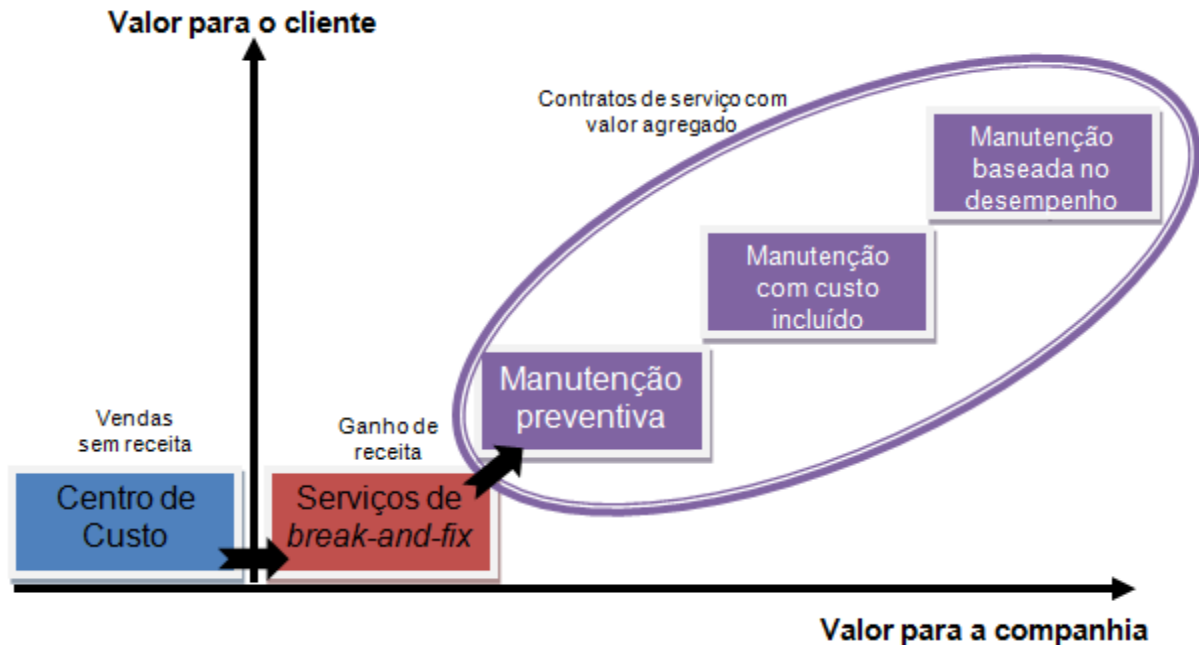 Valor para o cliente
Contratos de serviço com
valor agregado
Manutenção
baseada no
desempenho
Manutenção
com custo
incluído
Manutenção
preventiva
Vendas
sem receita
Ganho de
receita
Centro de
Custo
Serviços de
break-and-fix
Valor para a companhia